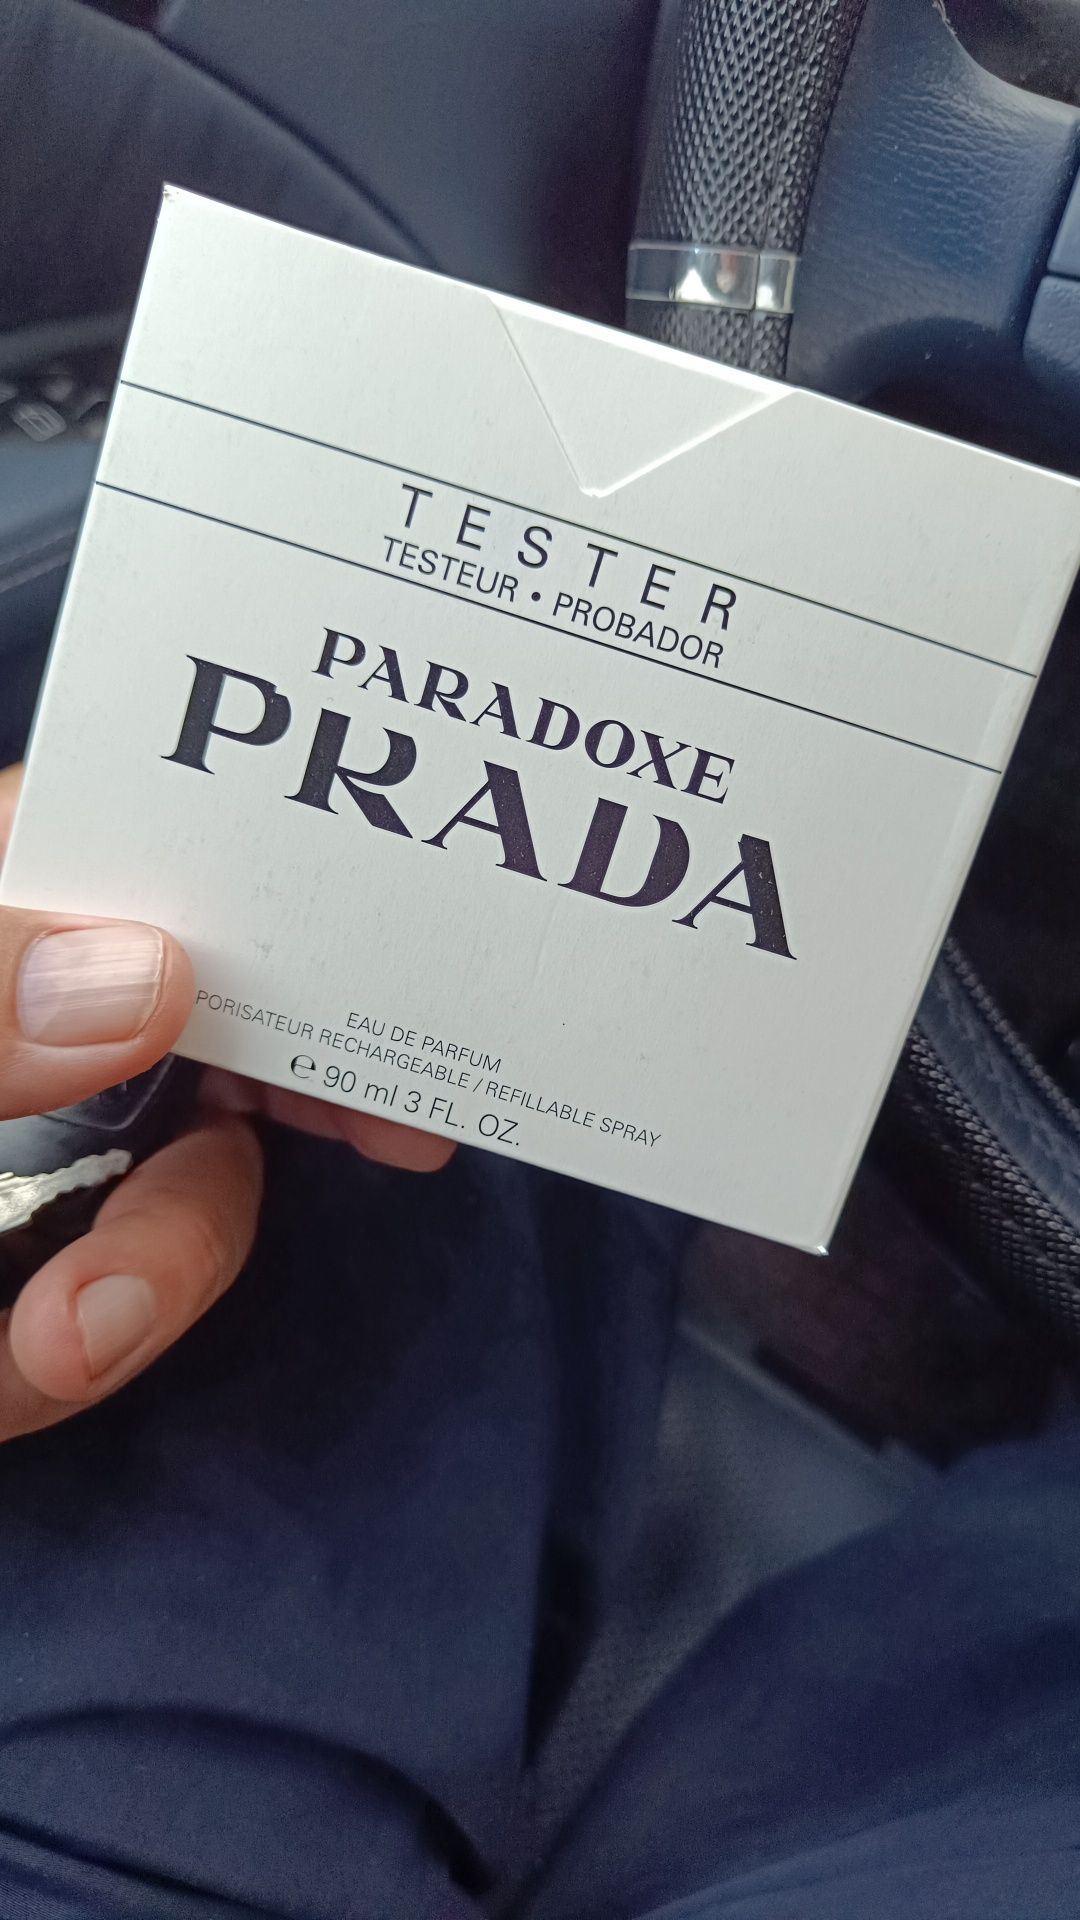 TESTER
TESTEUR • PROBADOR
PARADOXE
PRADA
EAU DE PARFUM
PORISATEUR RECHARGEABLE / REFILLABLE SPRAY
℮ 90 ml 3 FL. OZ.